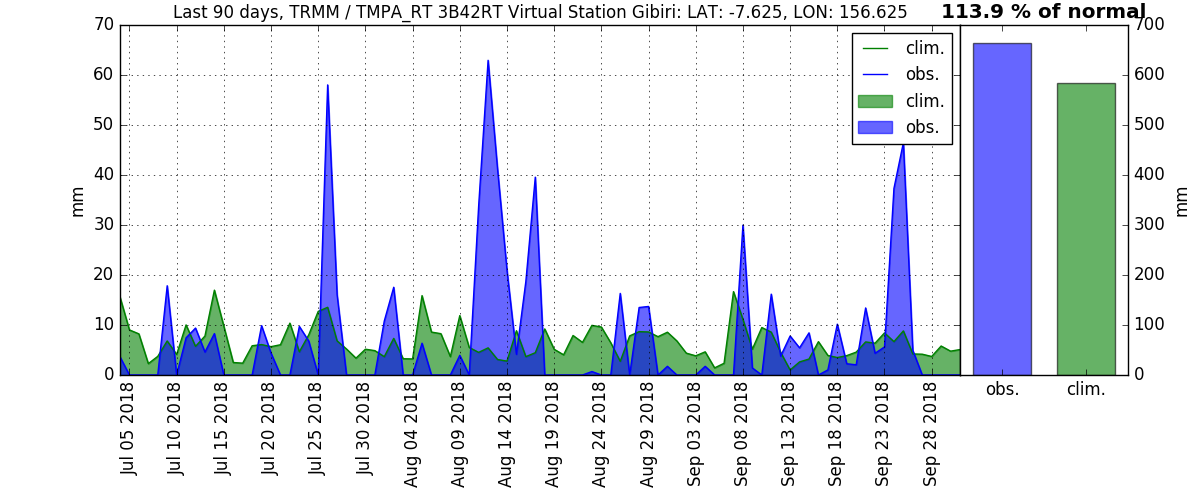 Last 90 days, TRMM / TMPA_RT 3B42RT Virtual Station Gibiri: LAT: -7.625, LON: 156.625
113.9 % of normal
70
60
50
40
30
20
10
0
mm
clim.
obs.
clim.
obs.
700
600
500
400
300
200
100
0
mm
Jul 05 2018
Jul 10 2018
Jul 15 2018
Jul 20 2018
Jul 25 2018
Jul 30 2018
Aug 04 2018
Aug 09 2018
Aug 14 2018
Aug 19 2018
Aug 24 2018
Aug 29 2018
Sep 03 2018
Sep 08 2018
Sep 13 2018
Sep 18 2018
Sep 23 2018
Sep 28 2018
obs.
clim.